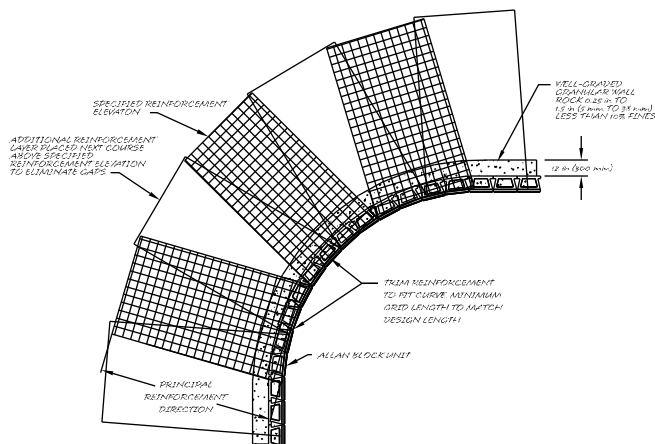 WELL-GRADED
GRANULAR WALL
ROCK 0.25 in TO
1.5 in (5 mm TO 38 mm)
LESS THAN 10% FINES
SPECIFIED REINFORCEMENT
ELEVATON
ADDITIONAL REINFORCEMENT
LAYER PLACED NEXT COURSE
ABOVE SPECIFIED
REINFORCEMENT ELEVATION
TO ELIMINATE GAPS
12 in (300 mm)
TRIM REINFORCEMENT
TO FIT CURVE. MINIMUM
GRID LENGTH TO MATCH
DESIGN LENGTH
ALLAN BLOCK UNIT
PRINCIPAL
REINFORCEMENT
DIRECTION